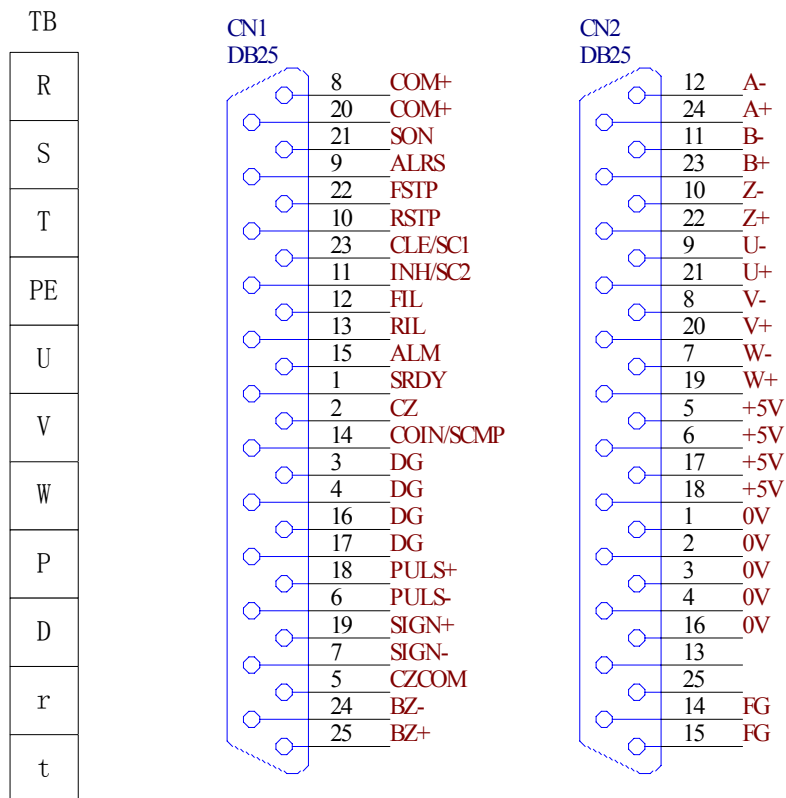 TB
R
S
T
PE
U
V
W
P
D
r
t
CN1
DB25
8 COM+
20 COM+
21 SON
9 ALRS
22 FSTP
10 RSTP
23 CLE/SC1
11 INH/SC2
12 FIL
13 RIL
15 ALM
1 SRDY
2 CZ
14 COIN/SCMP
3 DG
4 DG
16 DG
17 DG
18 PULS+
6 PULS-
19 SIGN+
7 SIGN-
5 CZCOM
24 BZ-
25 BZ+
CN2
DB25
12 A-
24 A+
11 B-
23 B+
10 Z-
22 Z+
9 U-
21 U+
8 V-
20 V+
7 W-
19 W+
5 +5V
6 +5V
17 +5V
18 +5V
1 0V
2 0V
3 0V
4 0V
16 0V
13
25
14 FG
15 FG